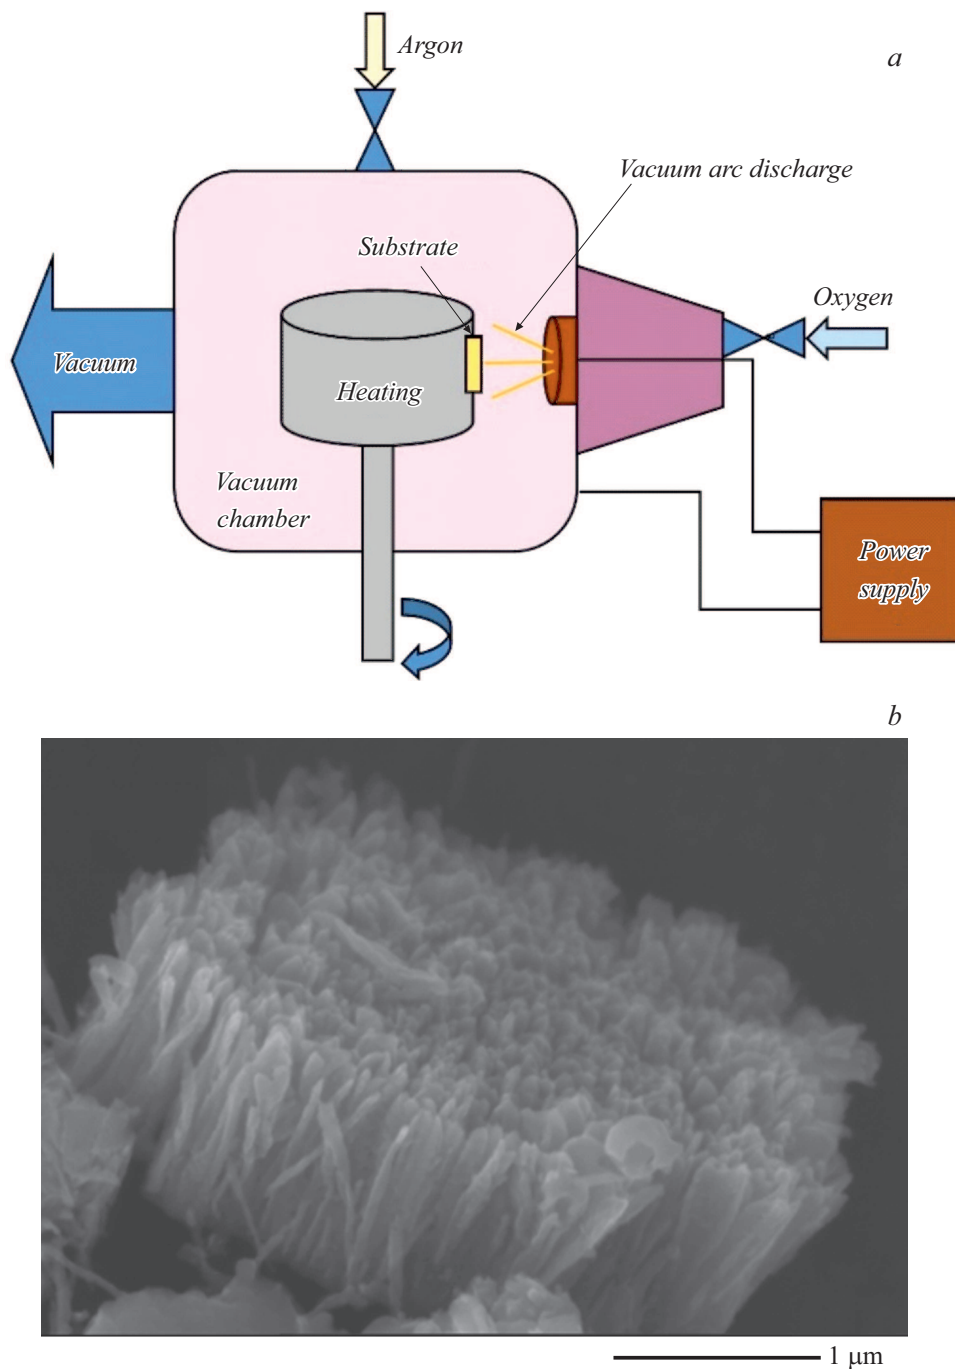 Argon
a
Vacuum arc discharge
Substrate
Oxygen
Vacuum
Heating
Vacuum
chamber
Power
supply
b
1 μm